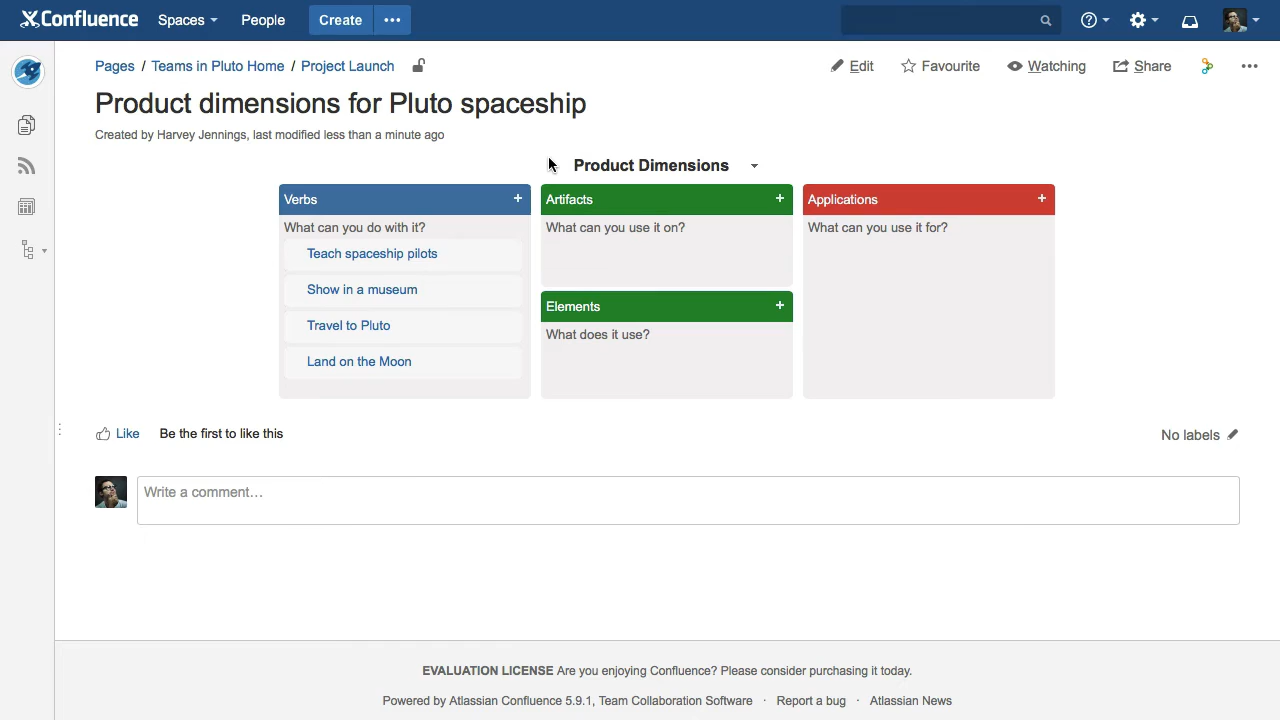 Confluence Spaces People Create
Pages / Teams in Pluto Home / Project Launch Edit Favourite Watching Share
Product dimensions for Pluto spaceship
Created by Harvey Jennings, last modified less than a minute ago
Product Dimensions
Verbs +
What can you do with it?
Teach spaceship pilots
Show in a museum
Travel to Pluto
Land on the Moon
Artifacts +
What can you use it on?
Elements +
What does it use?
Applications +
What can you use it for?
Like Be the first to like this No labels
Write a comment…
EVALUATION LICENSE Are you enjoying Confluence? Please consider purchasing it today.
Powered by Atlassian Confluence 5.9.1, Team Collaboration Software · Report a bug · Atlassian News